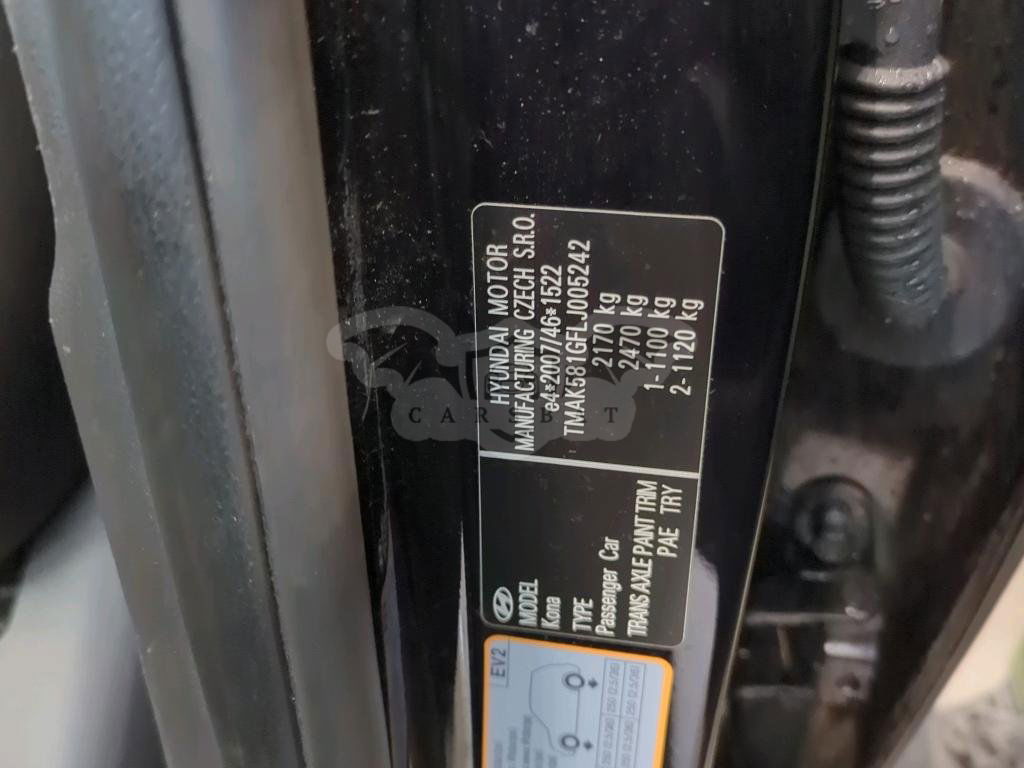 HYUNDAI MOTOR
MANUFACTURING CZECH S.R.O.
e4*2007/46*1522
TMAK581GFLJ005242
2170 kg
2470 kg
1-1100 kg
2-1120 kg
MODEL
Kona
TYPE
Passenger Car
TRANS AXLE PAINT TRIM
PAE TRY
EV2
CARSB T